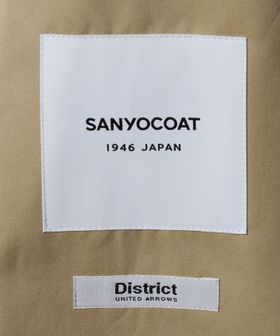 SANYOCOAT
1946 JAPAN
District
UNITED ARROWS